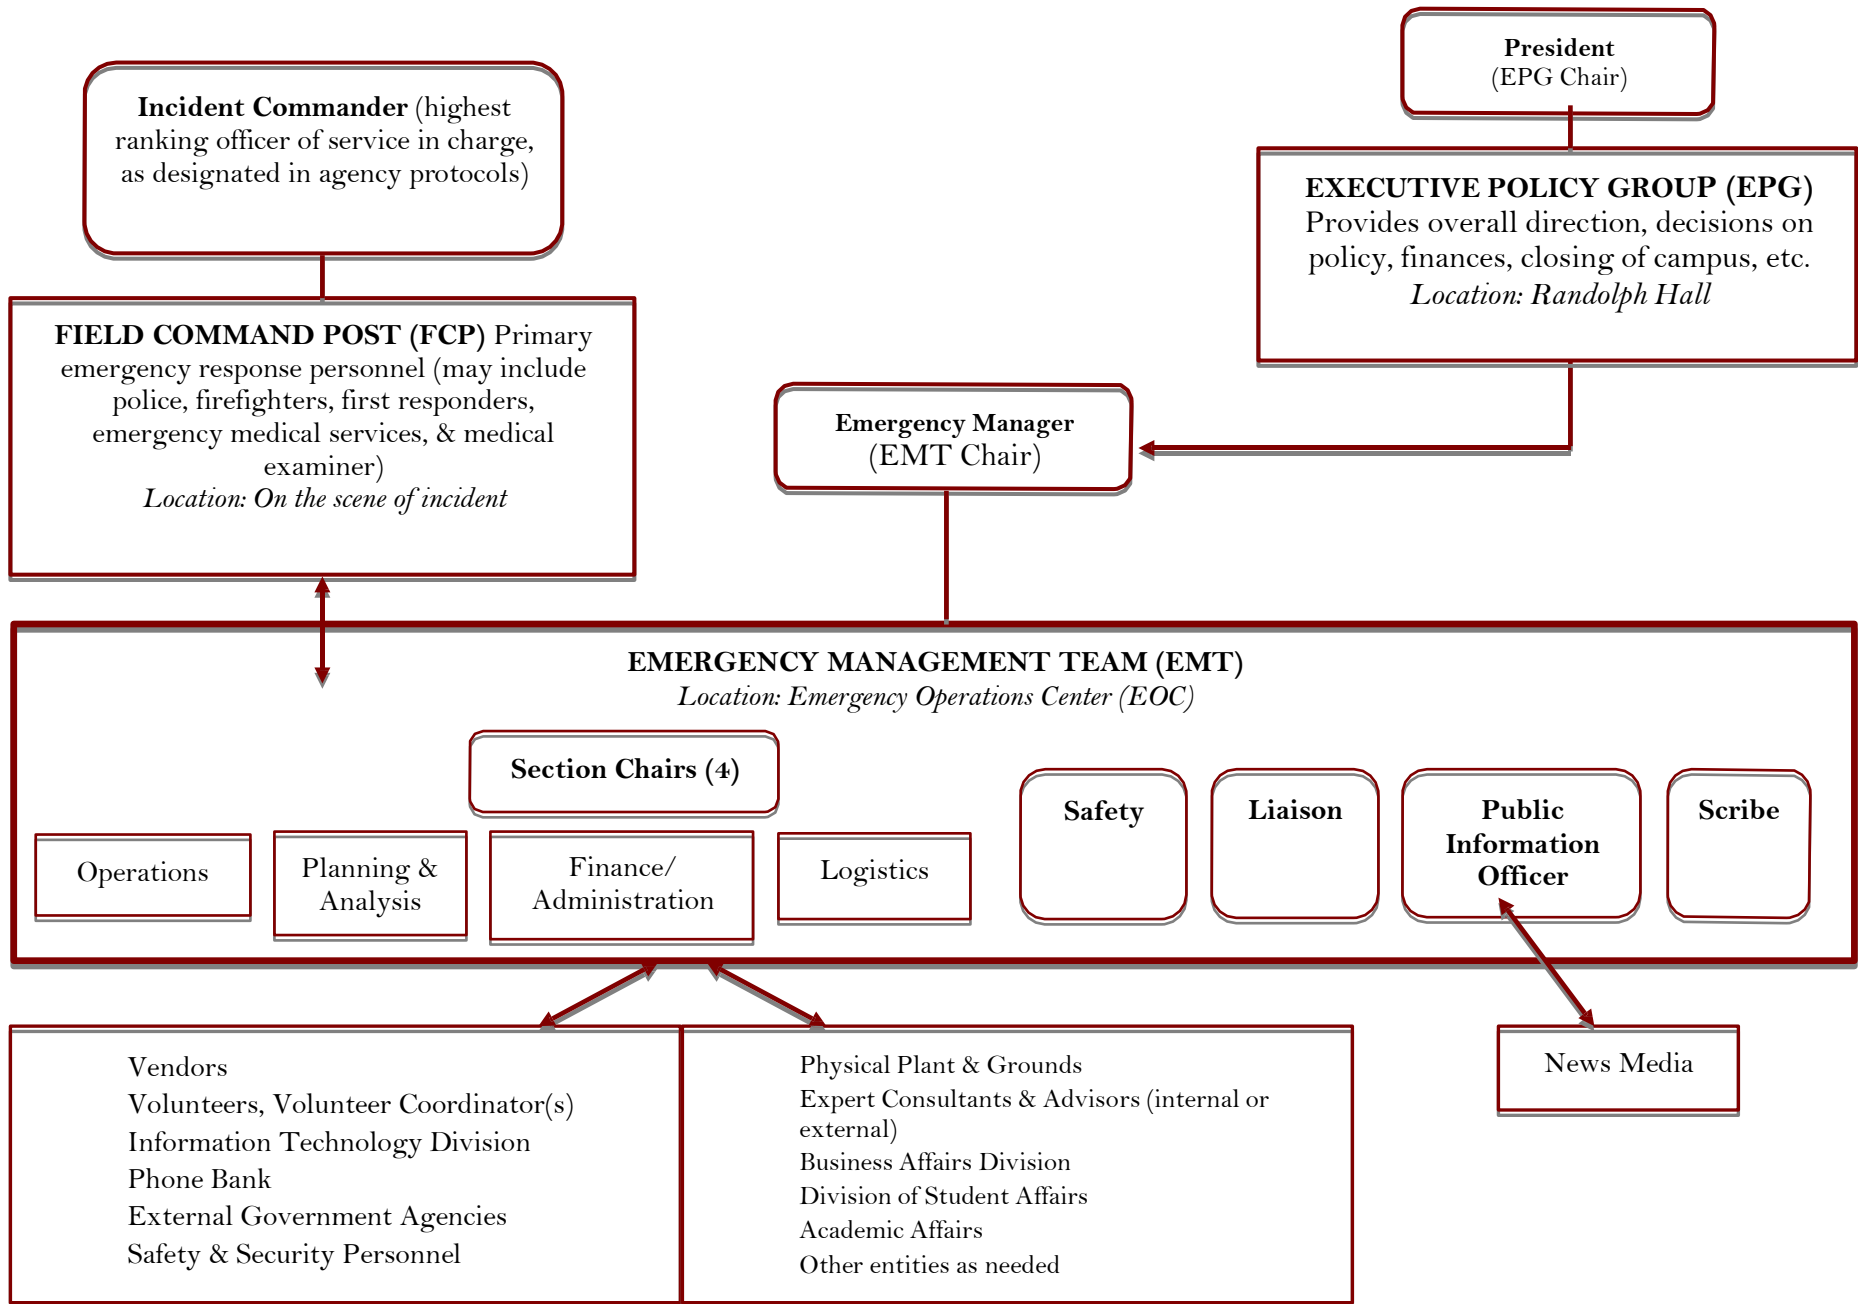 President
(EPG Chair)
Incident Commander (highest
ranking officer of service in charge,
as designated in agency protocols)
EXECUTIVE POLICY GROUP (EPG)
Provides overall direction, decisions on
policy, finances, closing of campus, etc.
Location: Randolph Hall
FIELD COMMAND POST (FCP) Primary
emergency response personnel (may include
police, firefighters, first responders,
emergency medical services, & medical
examiner)
Location: On the scene of incident
Emergency Manager
(EMT Chair)
EMERGENCY MANAGEMENT TEAM (EMT)
Location: Emergency Operations Center (EOC)
Section Chairs (4)
Operations
Planning &
Analysis
Finance/
Administration
Logistics
Safety
Liaison
Public
Information
Officer
Scribe
Vendors
Volunteers, Volunteer Coordinator(s)
Information Technology Division
Phone Bank
External Government Agencies
Safety & Security Personnel
Physical Plant & Grounds
Expert Consultants & Advisors (internal or
external)
Business Affairs Division
Division of Student Affairs
Academic Affairs
Other entities as needed
News Media